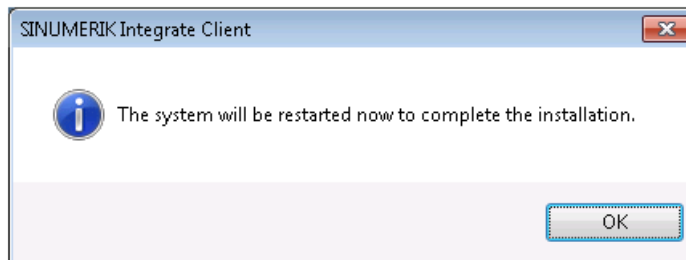 SINUMERIK Integrate Client
The system will be restarted now to complete the installation.
OK